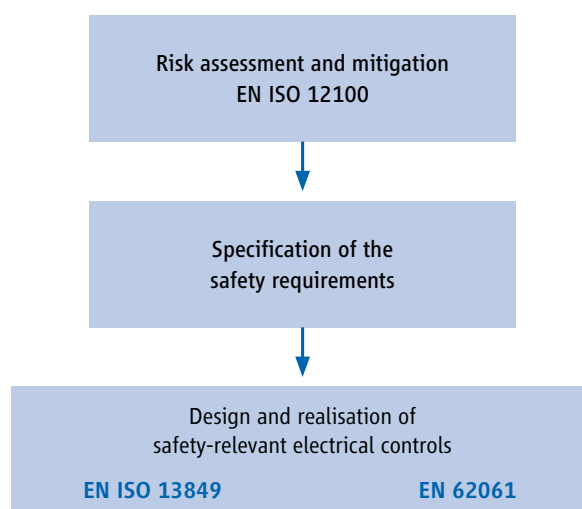 Risk assessment and mitigation
EN ISO 12100
Specification of the
safety requirements
Design and realisation of
safety-relevant electrical controls
EN ISO 13849 EN 62061